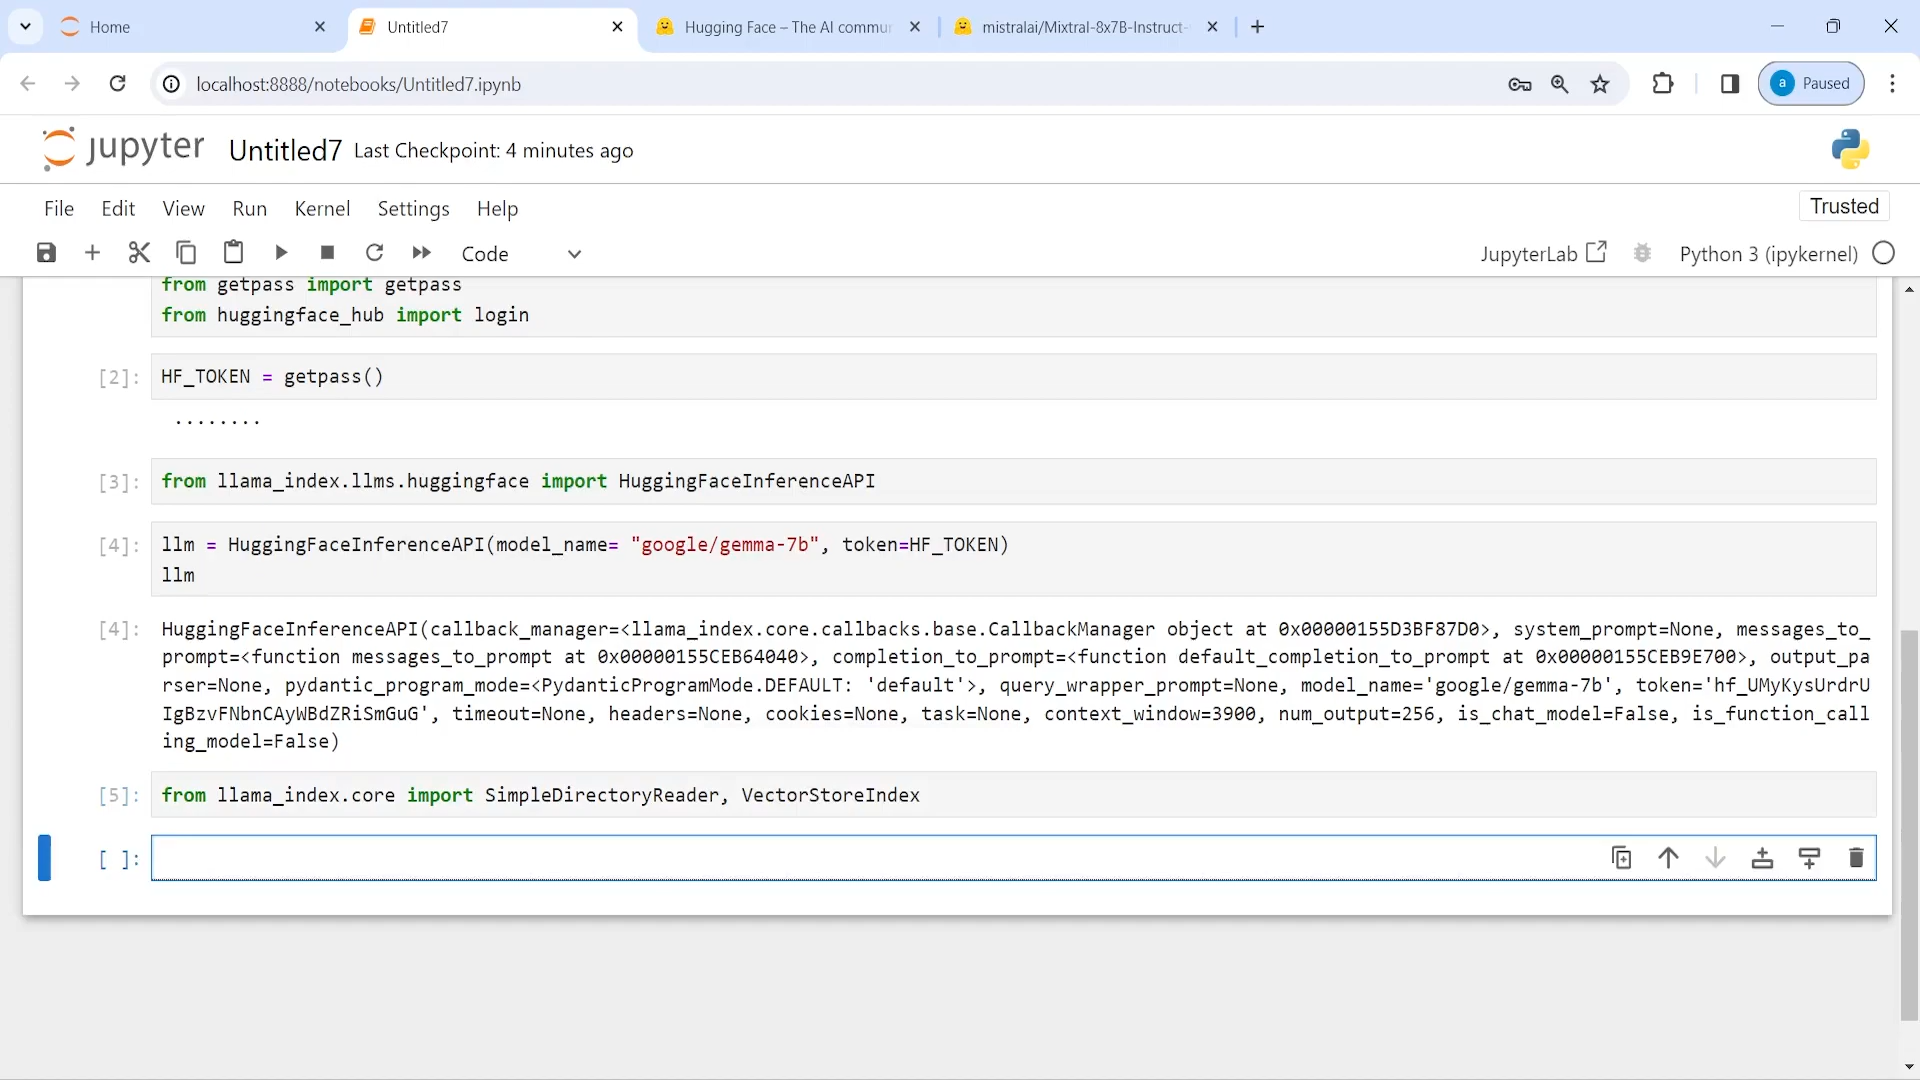 Home
Untitled7
Hugging Face – The AI commun
mistralai/Mixtral-8x7B-Instruct-
localhost:8888/notebooks/Untitled7.ipynb
a Paused
jupyter Untitled7 Last Checkpoint: 4 minutes ago
File Edit View Run Kernel Settings Help
Trusted
Code
JupyterLab
Python 3 (ipykernel)
from getpass import getpass
from huggingface_hub import login
[2]: HF_TOKEN = getpass()
........
[3]: from llama_index.llms.huggingface import HuggingFaceInferenceAPI
[4]: llm = HuggingFaceInferenceAPI(model_name= "google/gemma-7b", token=HF_TOKEN)
llm
[4]: HuggingFaceInferenceAPI(callback_manager=<llama_index.core.callbacks.base.CallbackManager object at 0x00000155D3BF87D0>, system_prompt=None, messages_to_
prompt=<function messages_to_prompt at 0x00000155CEB64040>, completion_to_prompt=<function default_completion_to_prompt at 0x00000155CEB9E700>, output_pa
rser=None, pydantic_program_mode=<PydanticProgramMode.DEFAULT: 'default'>, query_wrapper_prompt=None, model_name='google/gemma-7b', token='hf_UMyKysUrdrU
IgBzvFNbnCAyWBdZRiSmGuG', timeout=None, headers=None, cookies=None, task=None, context_window=3900, num_output=256, is_chat_model=False, is_function_call
ing_model=False)
[5]: from llama_index.core import SimpleDirectoryReader, VectorStoreIndex
[ ]: